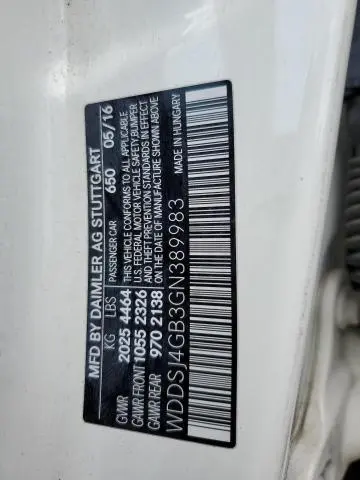 MFD BY DAIMLER AG STUTTGART
KG LBS PASSENGER CAR 650 05/16
GVWR 2025 4464 THIS VEHICLE CONFORMS TO ALL APPLICABLE
U.S. FEDERAL MOTOR VEHICLE SAFETY, BUMPER
GAWR FRONT 1055 2326 AND THEFT PREVENTION STANDARDS IN EFFECT
GAWR REAR 970 2138 ON THE DATE OF MANUFACTURE SHOWN ABOVE
WDDSJ4GB3GN389983 MADE IN HUNGARY